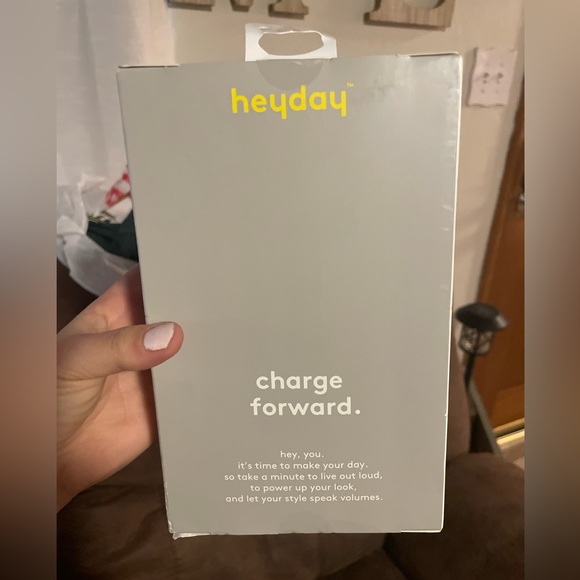 heyday™
charge
forward.
hey, you.
it's time to make your day.
so take a minute to live out loud,
to power up your look,
and let your style speak volumes.